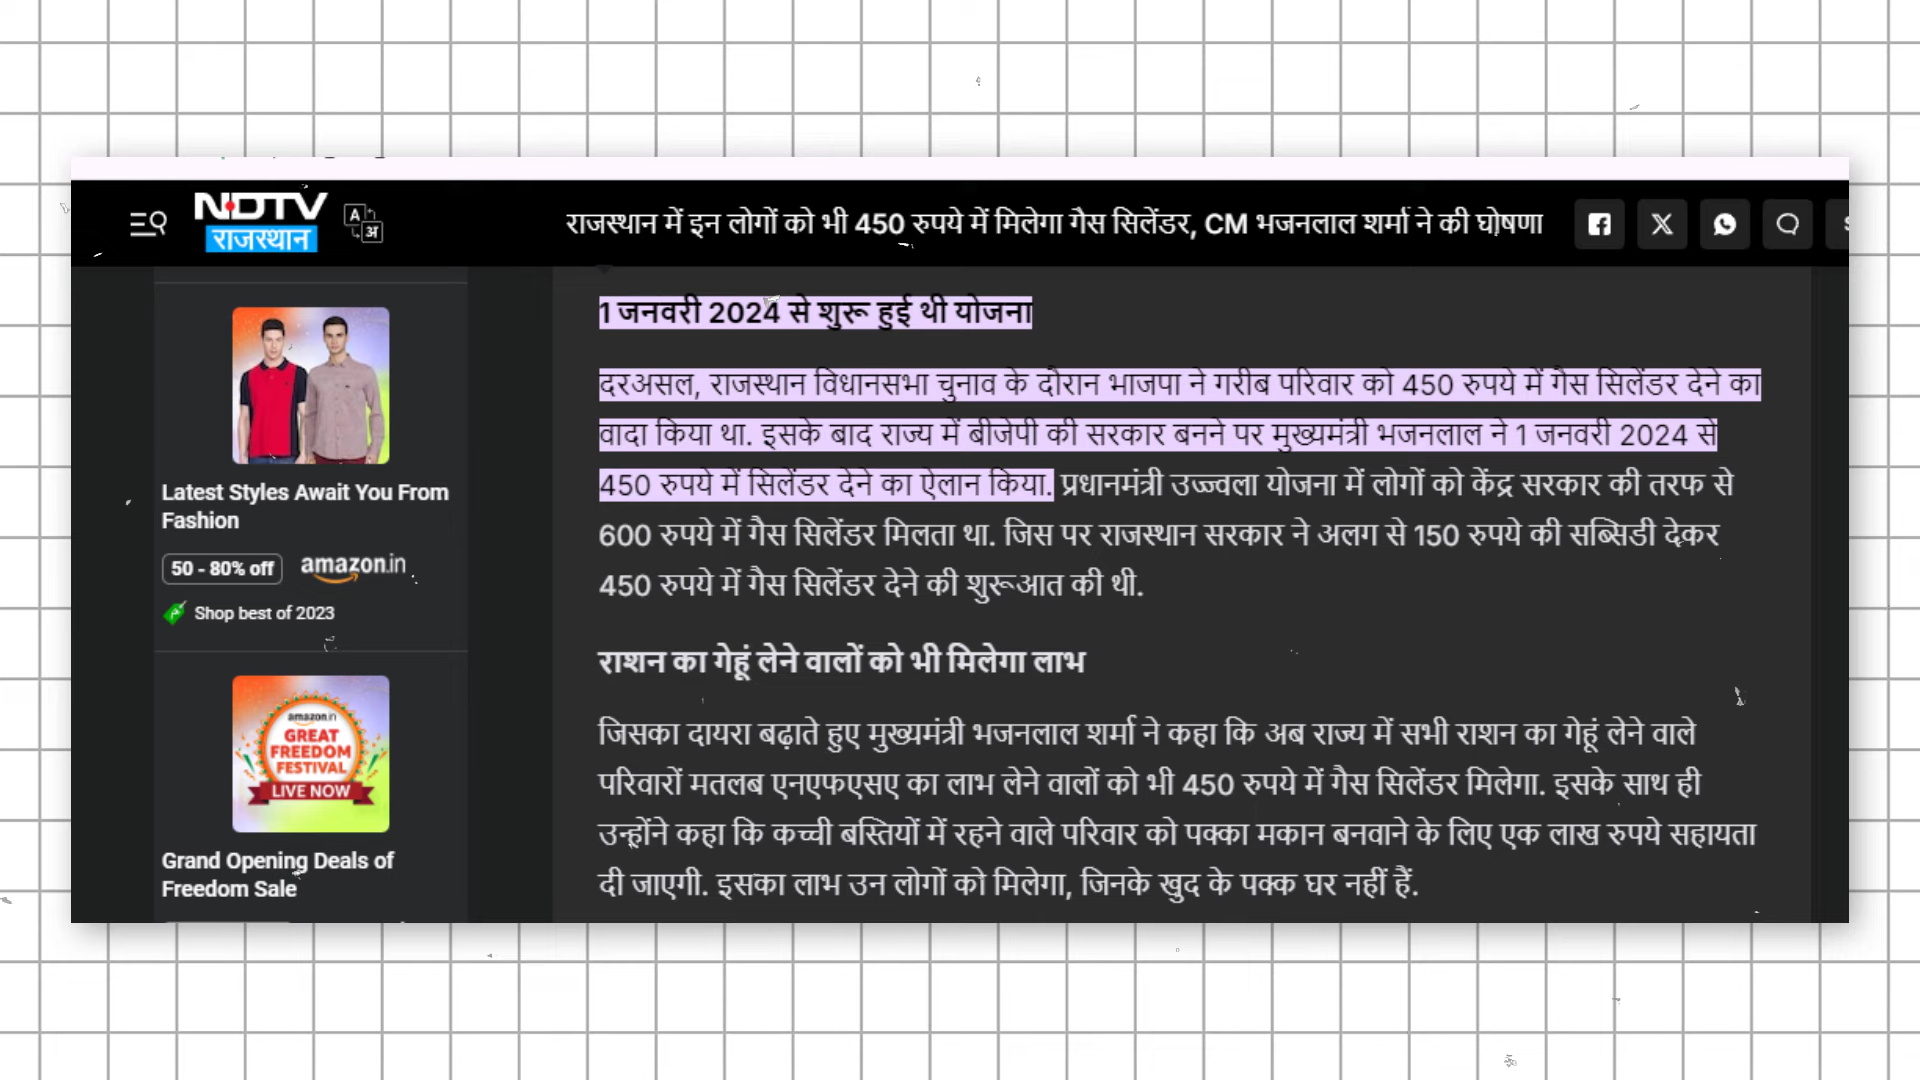 NDTV
राजस्थान
राजस्थान में इन लोगों को भी 450 रुपये में मिलेगा गैस सिलेंडर, CM भजनलाल शर्मा ने की घोषणा
1 जनवरी 2024 से शुरू हुई थी योजना
दरअसल, राजस्थान विधानसभा चुनाव के दौरान भाजपा ने गरीब परिवार को 450 रुपये में गैस सिलेंडर देने का
वादा किया था. इसके बाद राज्य में बीजेपी की सरकार बनने पर मुख्यमंत्री भजनलाल ने 1 जनवरी 2024 से
450 रुपये में सिलेंडर देने का ऐलान किया. प्रधानमंत्री उज्ज्वला योजना में लोगों को केंद्र सरकार की तरफ से
600 रुपये में गैस सिलेंडर मिलता था. जिस पर राजस्थान सरकार ने अलग से 150 रुपये की सब्सिडी देकर
450 रुपये में गैस सिलेंडर देने की शुरूआत की थी.
राशन का गेहूं लेने वालों को भी मिलेगा लाभ
जिसका दायरा बढ़ाते हुए मुख्यमंत्री भजनलाल शर्मा ने कहा कि अब राज्य में सभी राशन का गेहूं लेने वाले
परिवारों मतलब एनएफएसए का लाभ लेने वालों को भी 450 रुपये में गैस सिलेंडर मिलेगा. इसके साथ ही
उन्होंने कहा कि कच्ची बस्तियों में रहने वाले परिवार को पक्का मकान बनवाने के लिए एक लाख रुपये सहायता
दी जाएगी. इसका लाभ उन लोगों को मिलेगा, जिनके खुद के पक्क घर नहीं हैं.
Latest Styles Await You From
Fashion
50 - 80% off
amazon.in
Shop best of 2023
amazon.in
GREAT
FREEDOM
FESTIVAL
LIVE NOW
Grand Opening Deals of
Freedom Sale